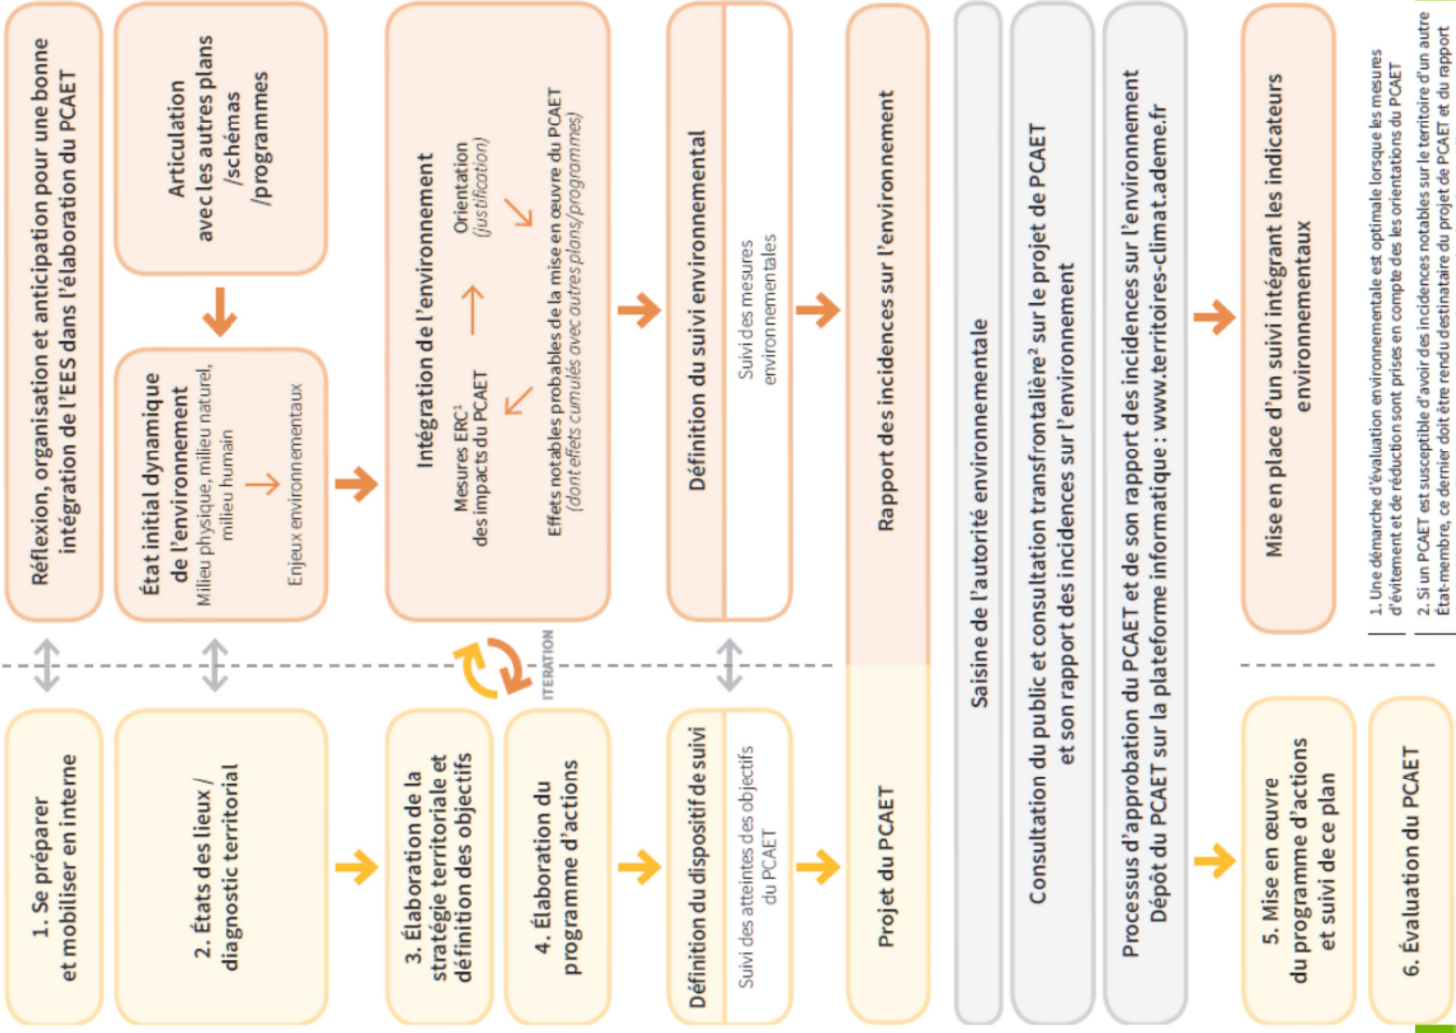 1. Se préparer
et mobiliser en interne
Réflexion, organisation et anticipation pour une bonne
intégration de l'EES dans l'élaboration du PCAET
2. États des lieux /
diagnostic territorial
État initial dynamique
de l'environnement
Milieu physique, milieu naturel,
milieu humain
Enjeux environnementaux
Articulation
avec les autres plans
/schémas
/programmes
3. Élaboration de la
stratégie territoriale et
définition des objectifs
4. Élaboration du
programme d'actions
ITERATION
Intégration de l'environnement
Mesures ERC¹
des impacts du PCAET
Orientation
(justification)
Effets notables probables de la mise en œuvre du PCAET
(dont effets cumulés avec autres plans/programmes)
Définition du dispositif de suivi
Suivi des atteintes des objectifs
du PCAET
Définition du suivi environnemental
Suivi des mesures
environnementales
Projet du PCAET
Rapport des incidences sur l'environnement
Saisine de l'autorité environnementale
Consultation du public et consultation transfrontalière² sur le projet de PCAET
et son rapport des incidences sur l'environnement
Processus d'approbation du PCAET et de son rapport des incidences sur l'environnement
Dépôt du PCAET sur la plateforme informatique : www.territoires-climat.ademe.fr
5. Mise en œuvre
du programme d'actions
et suivi de ce plan
Mise en place d'un suivi intégrant les indicateurs
environnementaux
6. Évaluation du PCAET
1. Une démarche d'évaluation environnementale est optimale lorsque les mesures
d'évitement et de réduction sont prises en compte des les orientations du PCAET
2. Si un PCAET est susceptible d'avoir des incidences notables sur le territoire d'un autre
État-membre, ce dernier doit être rendu destinataire du projet de PCAET et du rapport